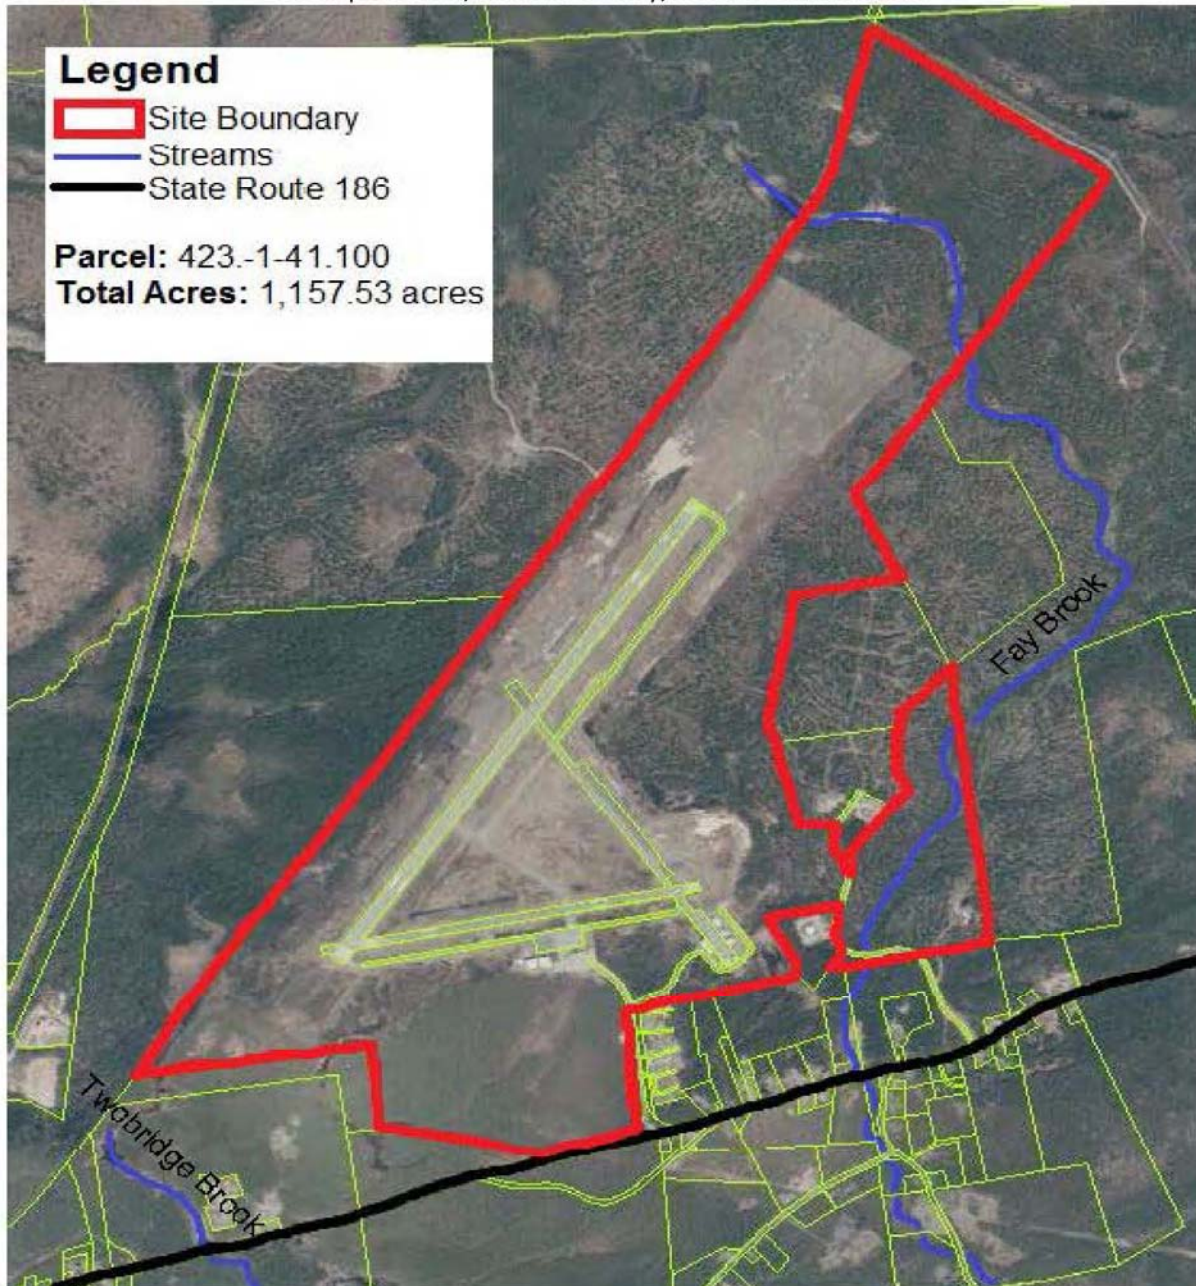 Legend
Site Boundary
Streams
State Route 186
Parcel: 423.-1-41.100
Total Acres: 1,157.53 acres
Fay Brook
Twobridge Brook